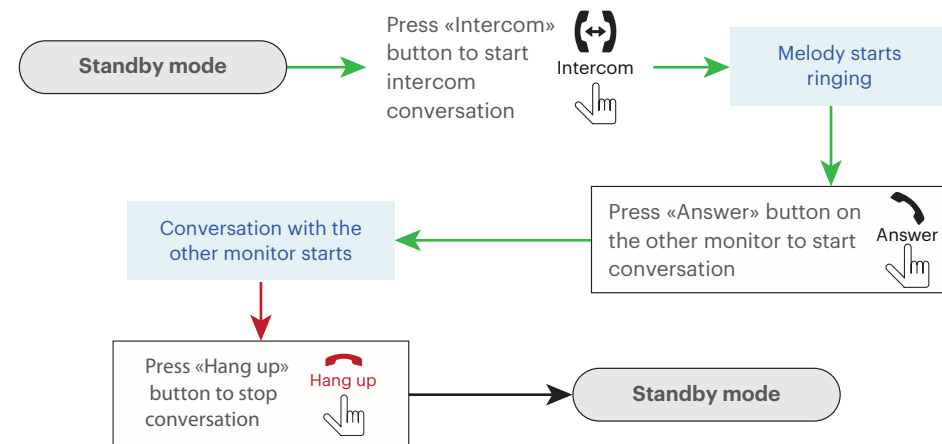 Standby mode
Press «Intercom»
button to start
intercom
conversation
Intercom
Melody starts
ringing
Press «Answer» button on
the other monitor to start
conversation
Answer
Conversation with the
other monitor starts
Press «Hang up»
button to stop
conversation
Hang up
Standby mode